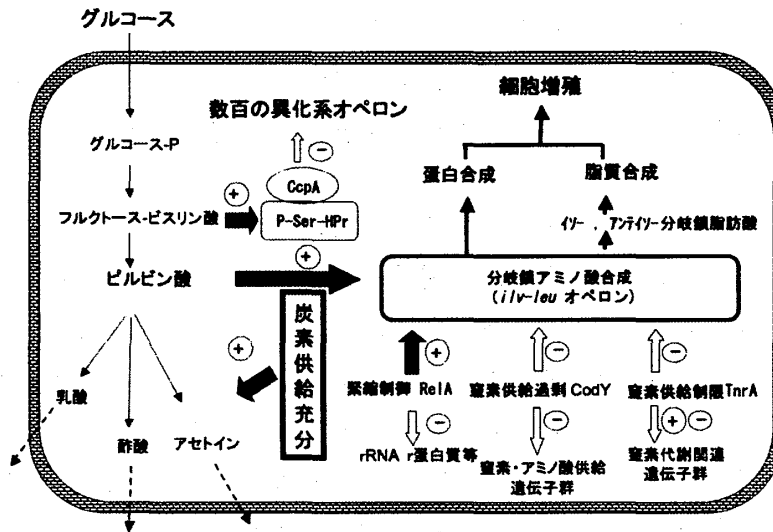 グルコース
細胞増殖
数百の異化系オペロン
グルコース-P
⊖
CcpA
蛋白合成
脂質合成
⊕
フルクトース-ビスリン酸
P-Ser-HPr
イソー , アンテイソー分岐鎖脂肪酸
⊕
ピルビン酸
分岐鎖アミノ酸合成
(ilv-leu オペロン)
炭素供給充分
⊕
⊕
⊖
⊖
乳酸
緊縮制御 RelA
窒素供給過剰 CodY
窒素供給制限TnrA
⊖
⊖
⊕ ⊖
酢酸
アセトイン
rRNA r蛋白質等
窒素・アミノ酸供給
遺伝子群
窒素代謝関連
遺伝子群